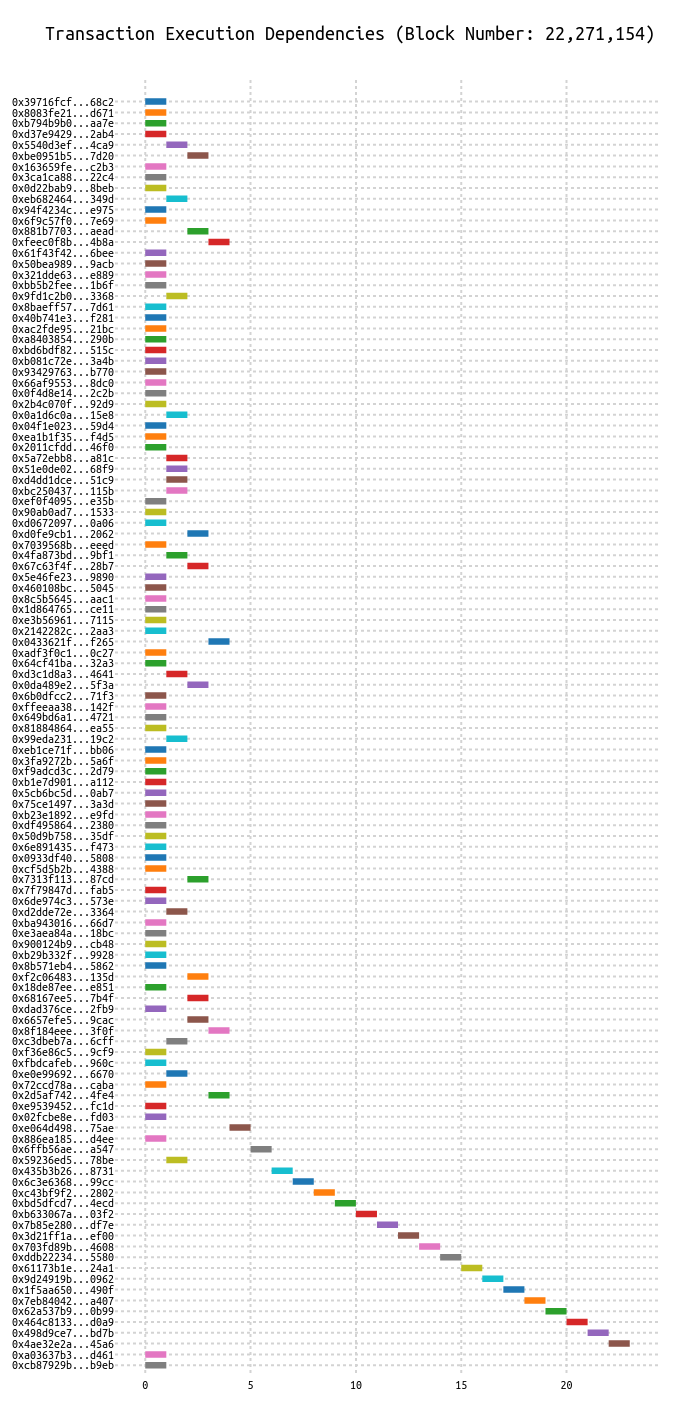 Transaction Execution Dependencies (Block Number: 22,271,154)
0x39716fcf...68c2
0x8083fe21...d671
0xb794b9b0...aa7e
0xd37e9429...2ab4
0x5540d3ef...4ca9
0xbe0951b5...7d20
0x163659fe...c2b3
0x3ca1ca88...22c4
0x0d22bab9...8beb
0xeb682464...349d
0x94f4234c...e975
0x6f9c57f0...7e69
0x881b7703...aead
0xfeec0f8b...4b8a
0x61f43f42...6bee
0x50bea989...9acb
0x321dde63...e889
0xbb5b2fee...1b6f
0x9fd1c2b0...3368
0x8baeff57...7d61
0x40b741e3...f281
0xac2fde95...21bc
0xa8403854...290b
0xbd6bdf82...515c
0xb081c72e...3a4b
0x93429763...b770
0x66af9553...8dc0
0x0f4d8e14...2c2b
0x2b4c070f...92d9
0x0a1d6c0a...15e8
0x04f1e023...59d4
0xea1b1f35...f4d5
0x2011cfdd...46f0
0x5a72ebb8...a81c
0x51e0de02...68f9
0xd4dd1dce...51c9
0xbc250437...115b
0xef0f4095...e35b
0x90ab0ad7...1533
0xd0672097...0a06
0xd0fe9cb1...2062
0x7039568b...eeed
0x4fa873bd...9bf1
0x67c63f4f...28b7
0x5e46fe23...9890
0x460108bc...5045
0x8c5b5645...aac1
0x1d864765...ce11
0xe3b56961...7115
0x2142282c...2aa3
0x0433621f...f265
0xadf3f0c1...0c27
0x64cf41ba...32a3
0xd3c1d8a3...4641
0x0da489e2...5f3a
0x6b0dfcc2...71f3
0xffeeaa38...142f
0x649bd6a1...4721
0x81884864...ea55
0x99eda231...19c2
0xeb1ce71f...bb06
0x3fa9272b...5a6f
0xf9adcd3c...2d79
0xb1e7d901...a112
0x5cb6bc5d...0ab7
0x75ce1497...3a3d
0xb23e1892...e9fd
0xdf495864...2380
0x50d9b758...35df
0x6e891435...f473
0x0933df40...5808
0xcf5d5b2b...4388
0x7313f113...87cd
0x7f79847d...fab5
0x6de974c3...573e
0xd2dde72e...3364
0xba943016...66d7
0xe3aea84a...18bc
0x900124b9...cb48
0xb29b332f...9928
0x8b571eb4...5862
0xf2c06483...135d
0x18de87ee...e851
0x68167ee5...7b4f
0xdad376ce...2fb9
0x6657efe5...9cac
0x8f184eee...3f0f
0xc3dbeb7a...6cff
0xf36e86c5...9cf9
0xfbdcafeb...960c
0xe0e99692...6670
0x72ccd78a...caba
0x2d5af742...4fe4
0xe9539452...fc1d
0x02fcbe8e...fd03
0xe064d498...75ae
0x886ea185...d4ee
0x6ffb56ae...a547
0x59236ed5...78be
0x435b3b26...8731
0x6c3e6368...99cc
0xc43bf9f2...2802
0xbd5dfcd7...4ecd
0xb633067a...03f2
0x7b85e280...df7e
0x3d21ff1a...ef00
0x703fd89b...4608
0xddb22234...5580
0x61173b1e...24a1
0x9d24919b...0962
0x1f5aa650...490f
0x7eb84042...a407
0x62a537b9...0b99
0x464c8133...d0a9
0x498d9ce7...bd7b
0x4ae32e2a...45a6
0xa03637b3...d461
0xcb87929b...b9eb
0 5 10 15 20